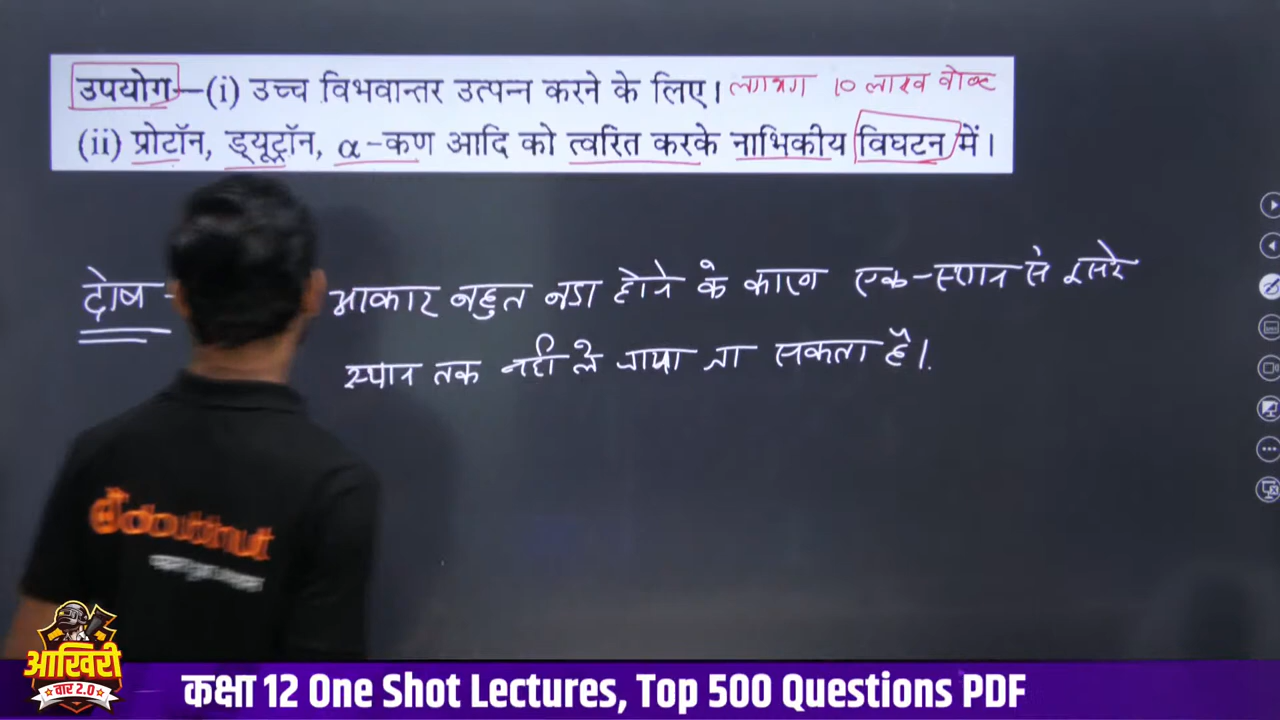 उपयोग–(i) उच्च विभवान्तर उत्पन्न करने के लिए। लगभग 10 लाख वोल्ट
(ii) प्रोटॉन, ड्यूट्रॉन, α-कण आदि को त्वरित करके नाभिकीय विघटन में।
दोष - आकार बहुत बडा होने के कारण एक-स्थान से दूसरे
स्थान तक नहीं ले जाया जा सकता है।
doubtnut
आखिरी
वार 2.0
कक्षा 12 One Shot Lectures, Top 500 Questions PDF